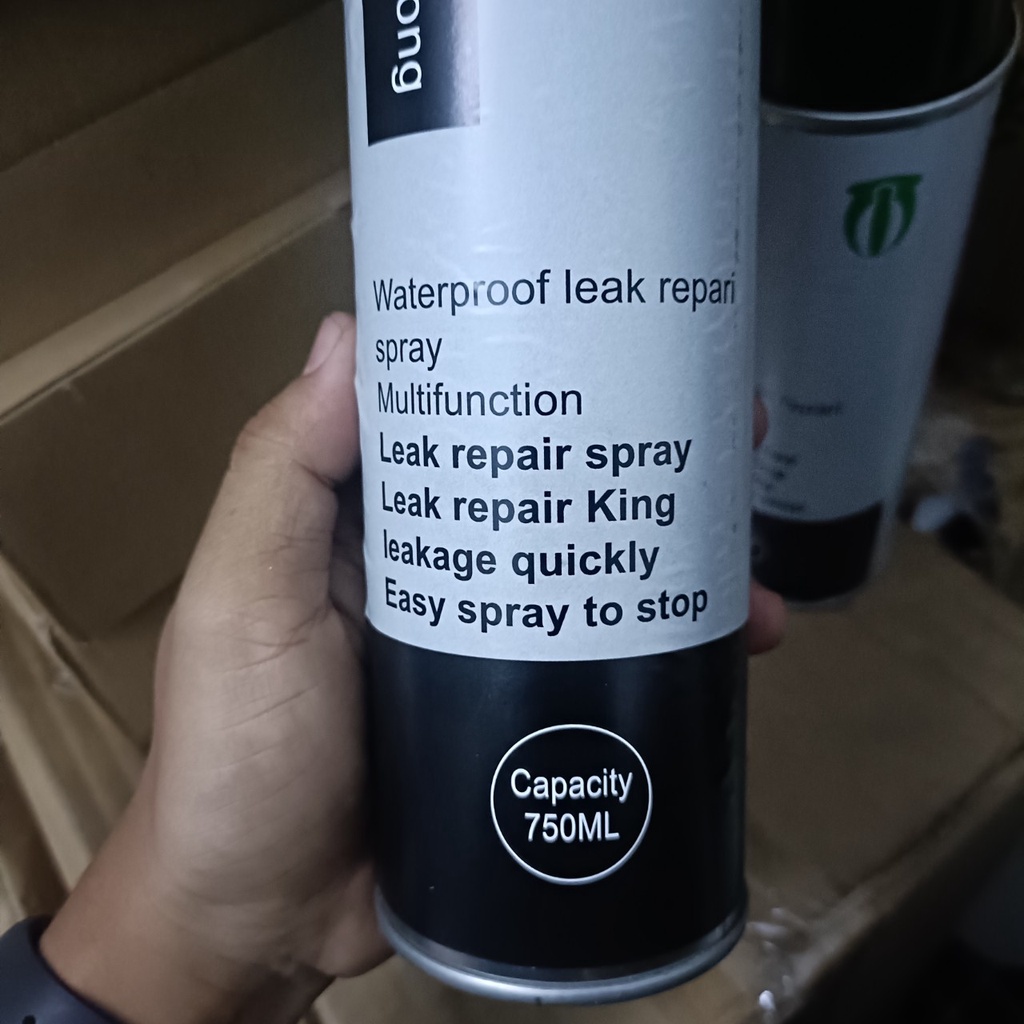 ong
Waterproof leak repari
spray
Multifunction
Leak repair spray
Leak repair King
leakage quickly
Easy spray to stop
Capacity
750ML